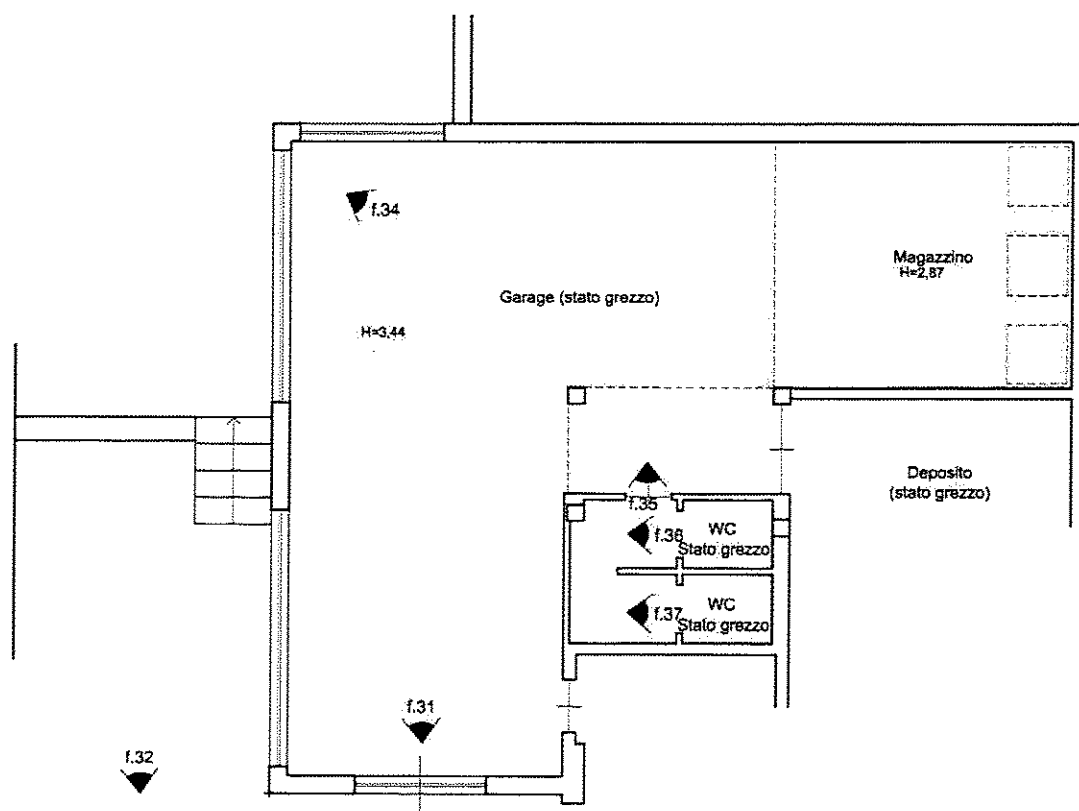 f.34
Magazzino
H=2,87
Garage (stato grezzo)
H=3,44
Deposito
(stato grezzo)
f.35
f.36
WC
Stato grezzo
f.37
WC
Stato grezzo
f.31
f.32